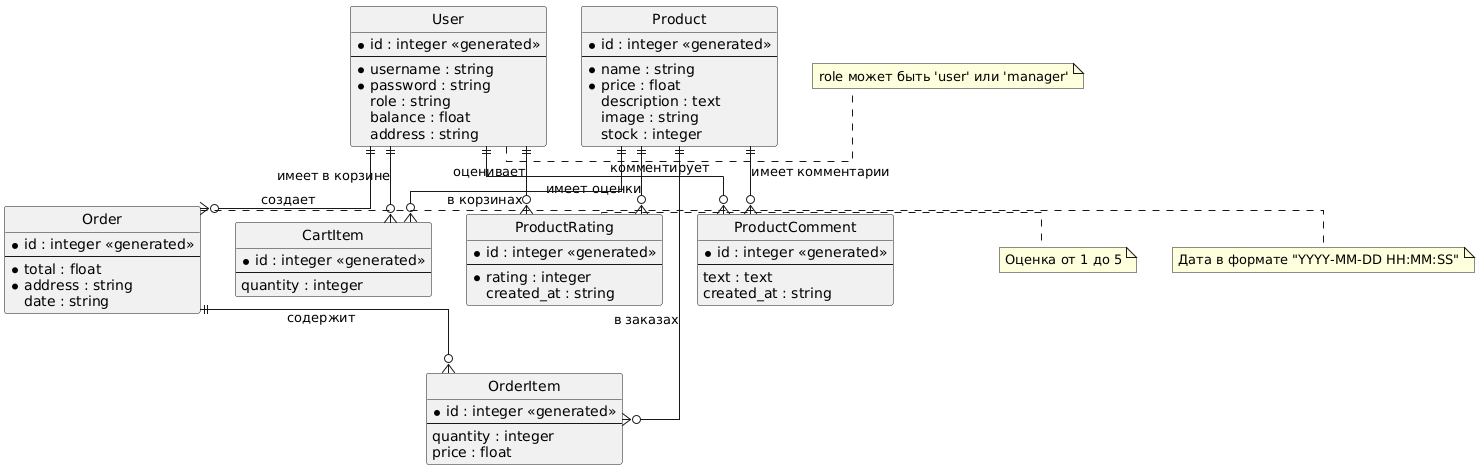 User
id : integer «generated»
username : string
password : string
role : string
balance : float
address : string
Product
id : integer «generated»
name : string
price : float
description : text
image : string
stock : integer
role может быть 'user' или 'manager'
имеет в корзине
оценивает
комментирует
имеет комментарии
создает
в корзинах
имеет оценки
Order
id : integer «generated»
total : float
address : string
date : string
CartItem
id : integer «generated»
quantity : integer
ProductRating
id : integer «generated»
rating : integer
created_at : string
ProductComment
id : integer «generated»
text : text
created_at : string
Оценка от 1 до 5
Дата в формате "YYYY-MM-DD HH:MM:SS"
содержит
в заказах
OrderItem
id : integer «generated»
quantity : integer
price : float